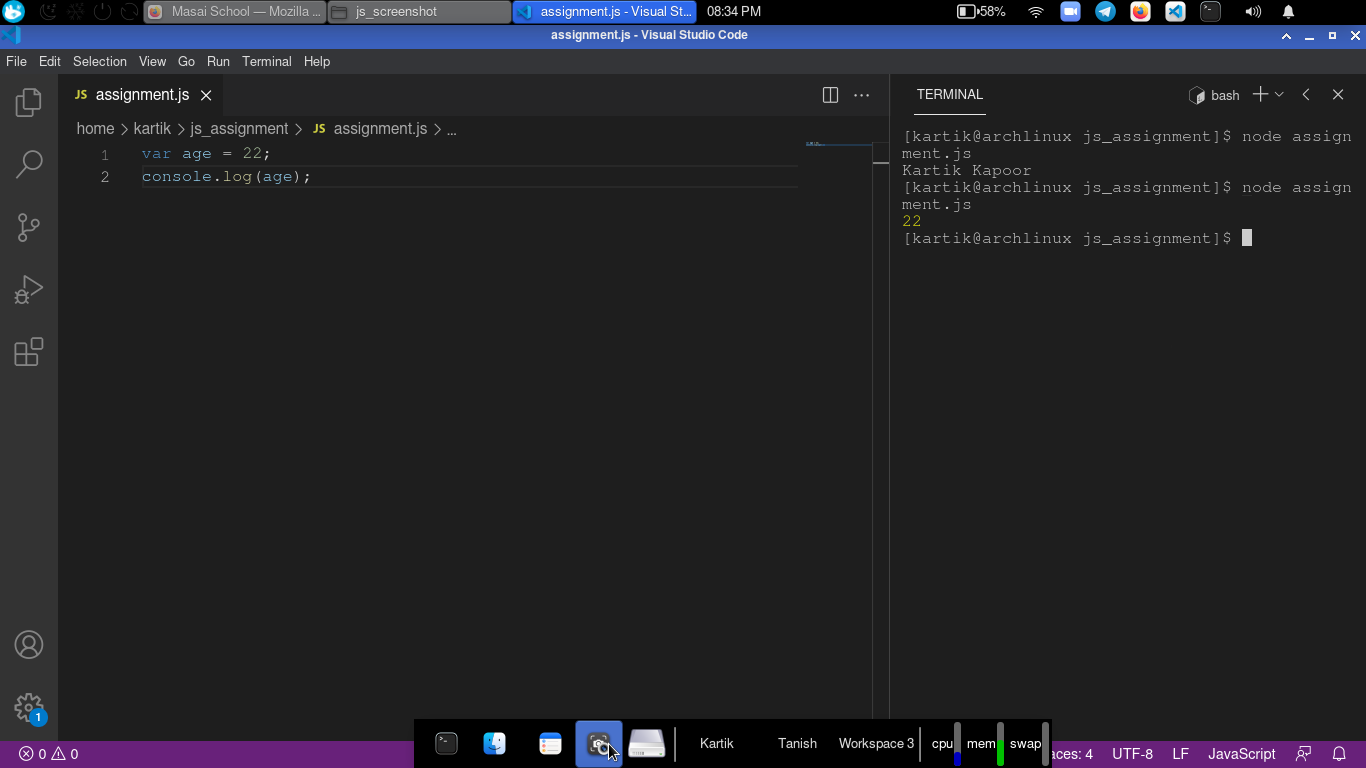 Masai School — Mozilla ...
js_screenshot
assignment.js - Visual St...
08:34 PM
58%
assignment.js - Visual Studio Code
File Edit Selection View Go Run Terminal Help
JS assignment.js
home > kartik > js_assignment > JS assignment.js > ...
1 var age = 22;
2 console.log(age);
TERMINAL
bash
[kartik@archlinux js_assignment]$ node assign
ment.js
Kartik Kapoor
[kartik@archlinux js_assignment]$ node assign
ment.js
22
[kartik@archlinux js_assignment]$
1
Kartik Tanish Workspace 3 cpu mem swap
0 0
aces: 4 UTF-8 LF JavaScript